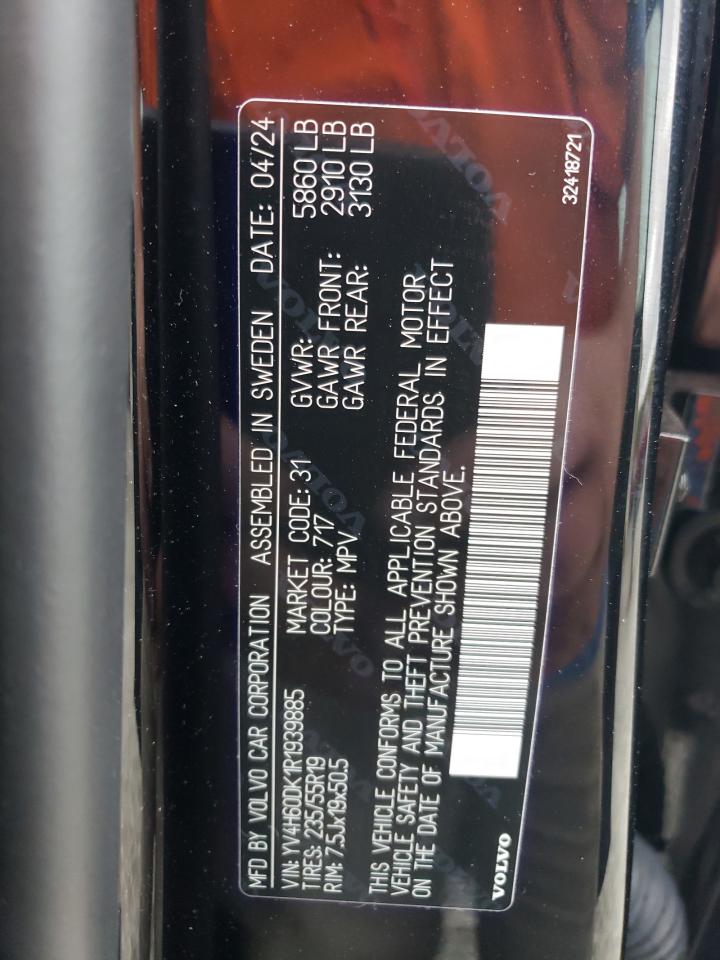 MFD BY VOLVO CAR CORPORATION ASSEMBLED IN SWEDEN DATE: 04/24
VIN: YV4H60DK1R1939885 MARKET CODE: 31 GVWR: 5860 LB
TIRES: 235/55R19 COLOUR: 717 GAWR FRONT: 2910 LB
RIM: 7.5Jx19x50.5 TYPE: MPV GAWR REAR: 3130 LB
THIS VEHICLE CONFORMS TO ALL APPLICABLE FEDERAL MOTOR
VEHICLE SAFETY AND THEFT PREVENTION STANDARDS IN EFFECT
ON THE DATE OF MANUFACTURE SHOWN ABOVE.
VOLVO 32418721